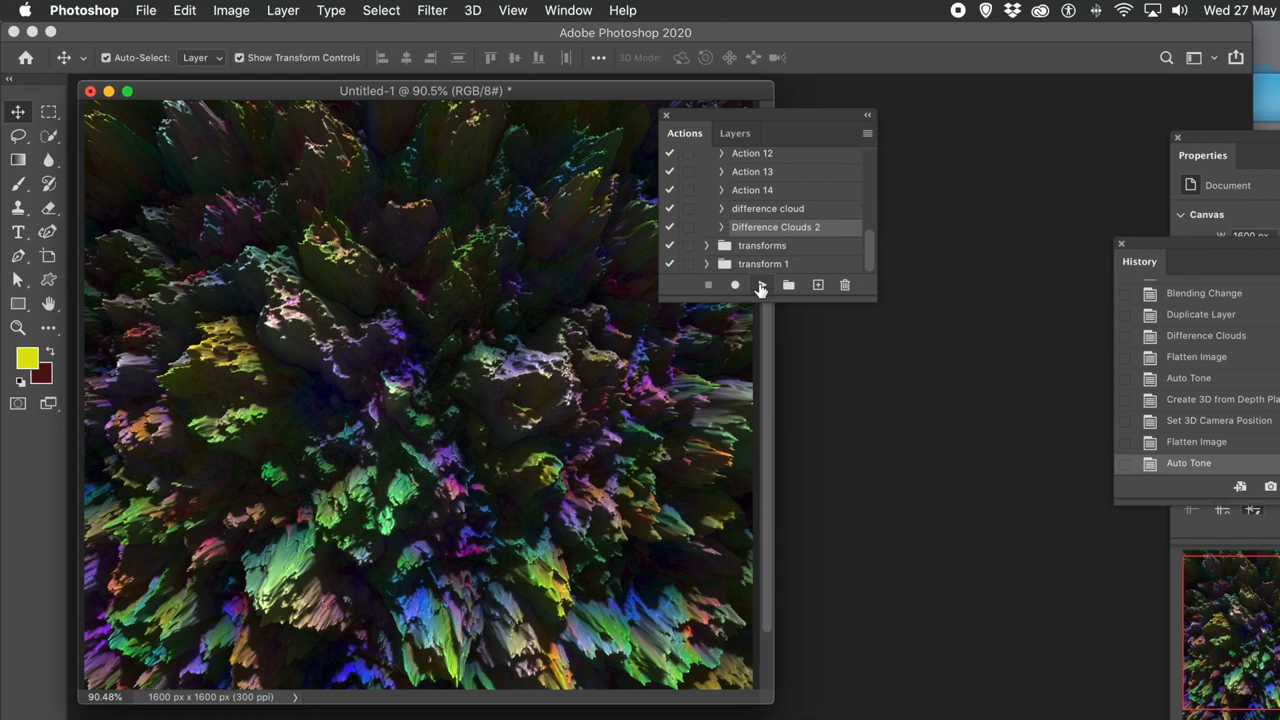 Photoshop File Edit Image Layer Type Select Filter 3D View Window Help Wed 27 May
Adobe Photoshop 2020
Auto-Select: Layer Show Transform Controls 3D Mode:
Untitled-1 @ 90.5% (RGB/8#) *
Actions Layers
Action 12
Action 13
Action 14
difference cloud
Difference Clouds 2
transforms
transform 1
Properties
Document
Canvas
W 1600 px
History
Blending Change
Duplicate Layer
Difference Clouds
Flatten Image
Auto Tone
Create 3D from Depth Pla
Set 3D Camera Position
Flatten Image
Auto Tone
90.48% 1600 px x 1600 px (300 ppi)